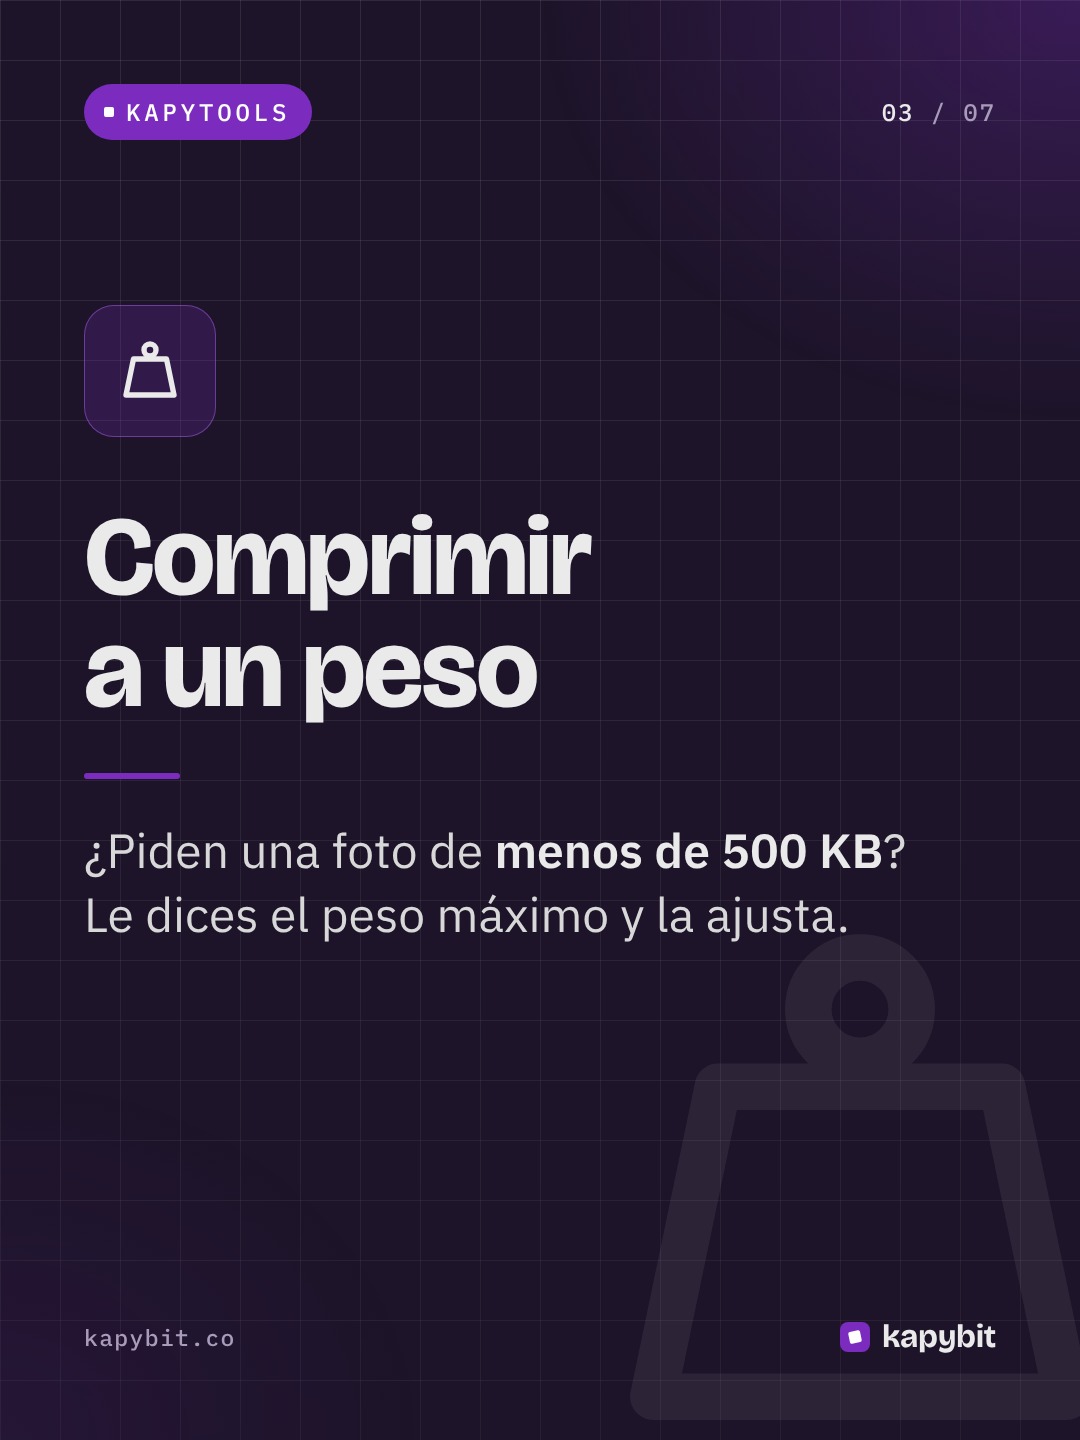 KAPYTOOLS
03 / 07
Comprimir
a un peso
¿Piden una foto de menos de 500 KB?
Le dices el peso máximo y la ajusta.
kapybit.co
kapybit